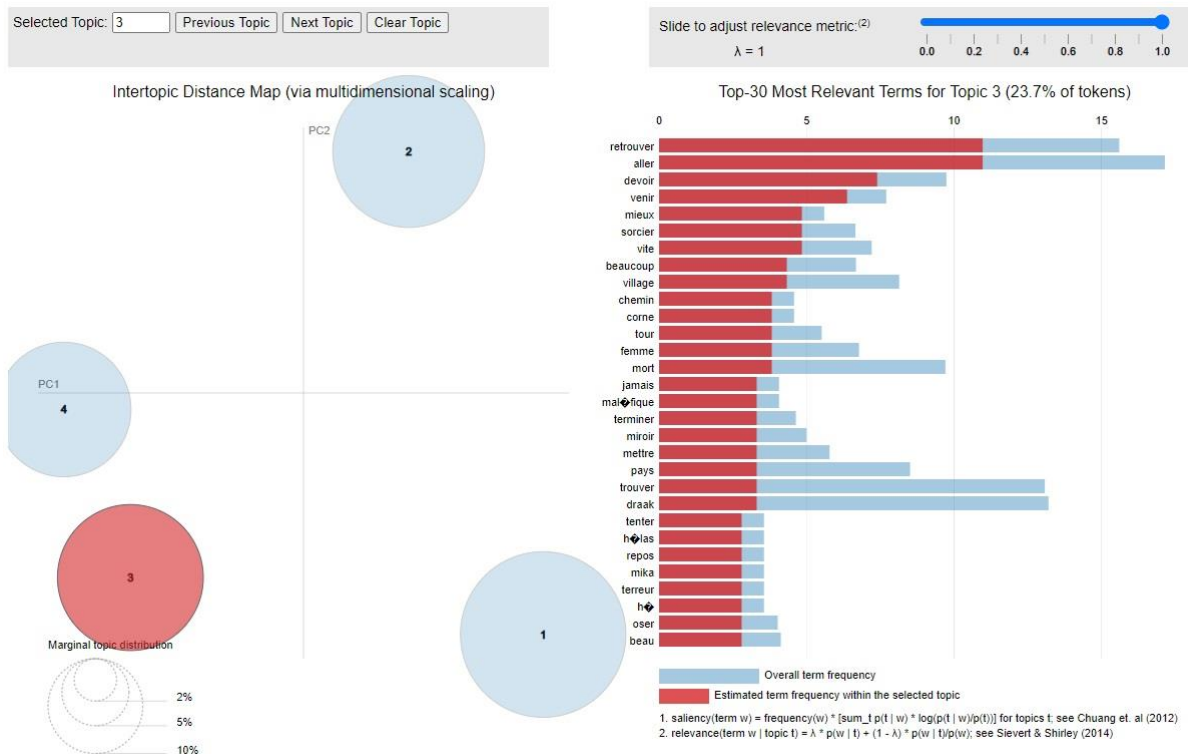 Selected Topic: 3 Previous Topic Next Topic Clear Topic
Slide to adjust relevance metric:(2)
λ = 1
0.0 0.2 0.4 0.6 0.8 1.0
Intertopic Distance Map (via multidimensional scaling)
PC2
PC1
2
4
3
1
Marginal topic distribution
2%
5%
10%
Top-30 Most Relevant Terms for Topic 3 (23.7% of tokens)
0 5 10 15
retrouver
aller
devoir
venir
mieux
sorcier
vite
beaucoup
village
chemin
corne
tour
femme
mort
jamais
mal�fique
terminer
miroir
mettre
pays
trouver
draak
tenter
h�las
repos
mika
terreur
h�
oser
beau
Overall term frequency
Estimated term frequency within the selected topic
1. saliency(term w) = frequency(w) * [sum_t p(t | w) * log(p(t | w)/p(t))] for topics t; see Chuang et. al (2012)
2. relevance(term w | topic t) = λ * p(w | t) + (1 - λ) * p(w | t)/p(w); see Sievert & Shirley (2014)